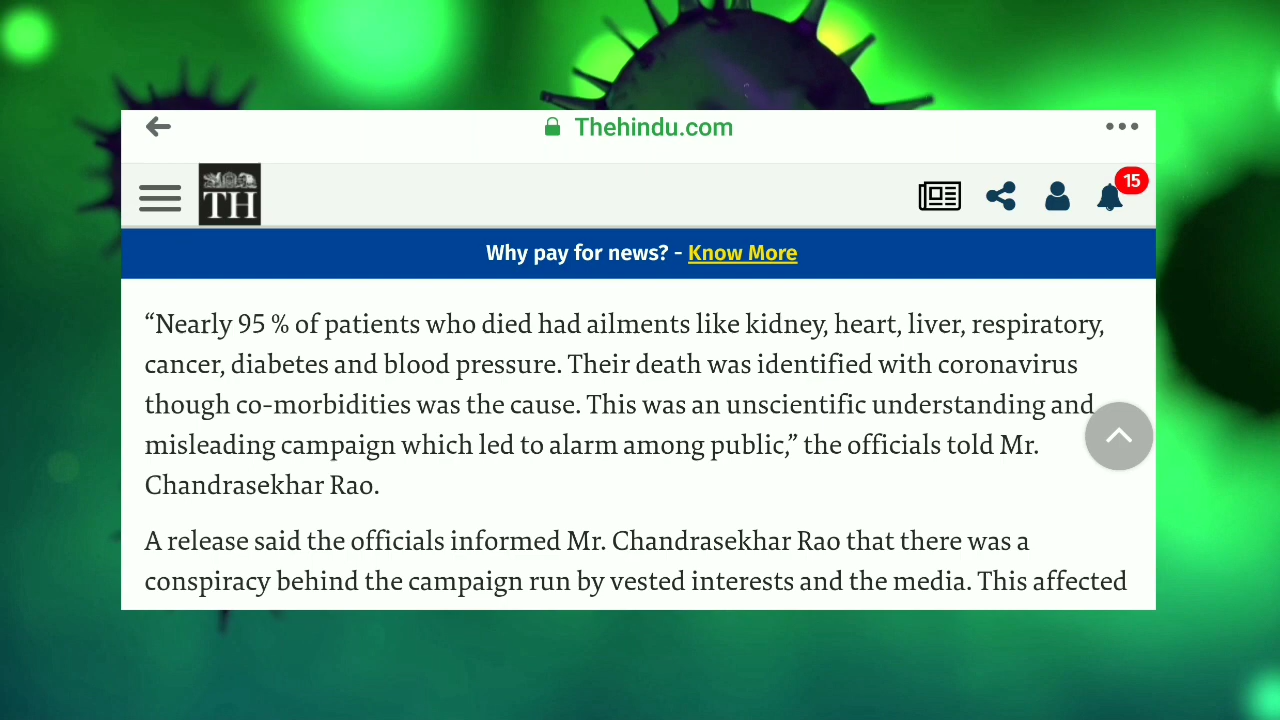 Thehindu.com
TH
15
Why pay for news? - Know More
“Nearly 95 % of patients who died had ailments like kidney, heart, liver, respiratory,
cancer, diabetes and blood pressure. Their death was identified with coronavirus
though co-morbidities was the cause. This was an unscientific understanding and
misleading campaign which led to alarm among public,” the officials told Mr.
Chandrasekhar Rao.
A release said the officials informed Mr. Chandrasekhar Rao that there was a
conspiracy behind the campaign run by vested interests and the media. This affected